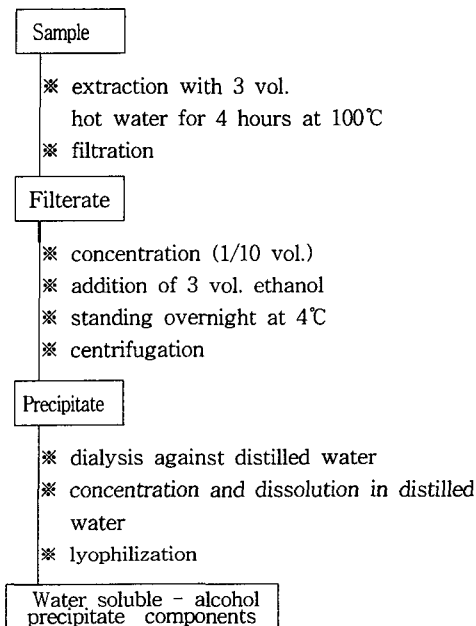 Sample
※ extraction with 3 vol.
hot water for 4 hours at 100℃
※ filtration
Filterate
※ concentration (1/10 vol.)
※ addition of 3 vol. ethanol
※ standing overnight at 4℃
※ centrifugation
Precipitate
※ dialysis against distilled water
※ concentration and dissolution in distilled
water
※ lyophilization
Water soluble - alcohol
precipitate components